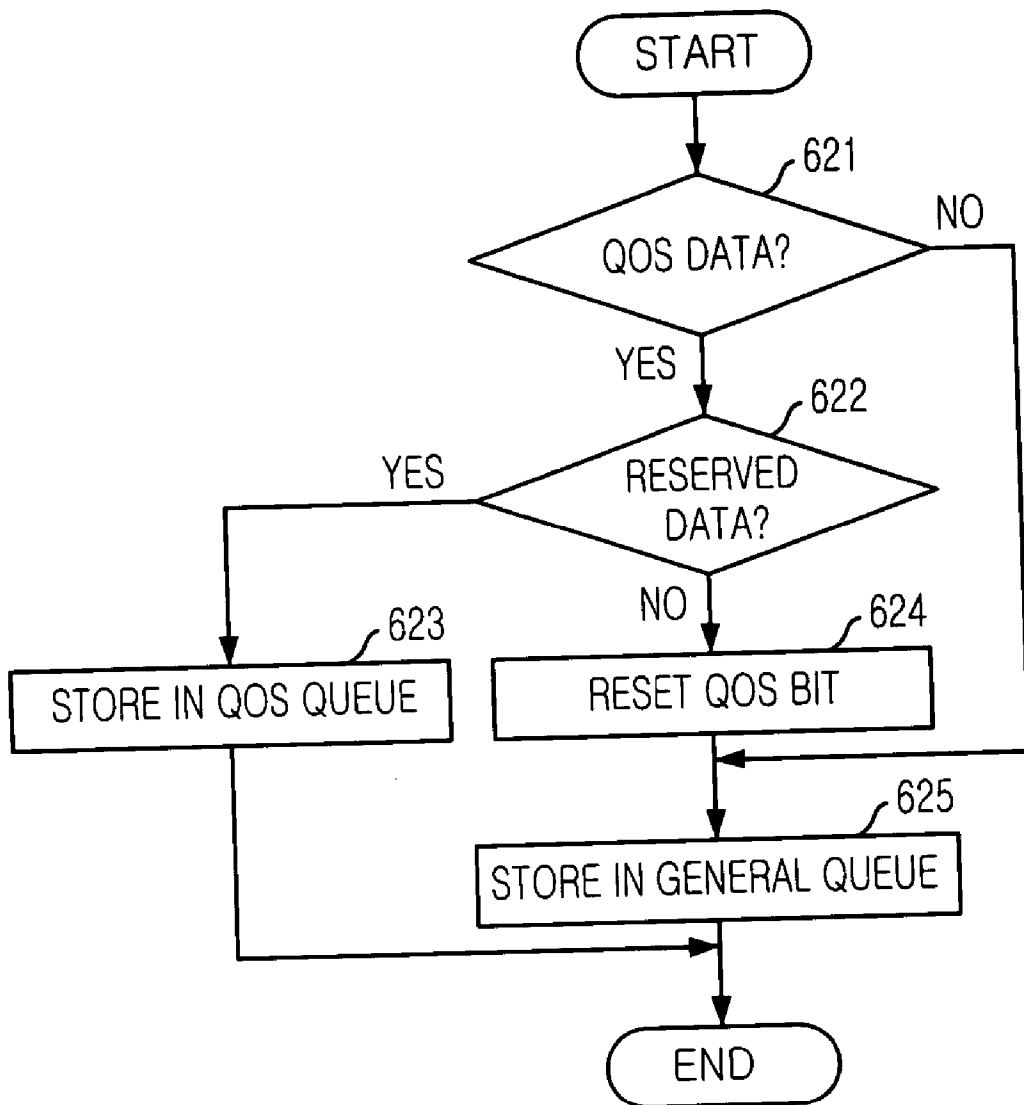 START
621
QOS DATA?
NO
YES
622
RESERVED
DATA?
YES
NO
623
STORE IN QOS QUEUE
624
RESET QOS BIT
625
STORE IN GENERAL QUEUE
END